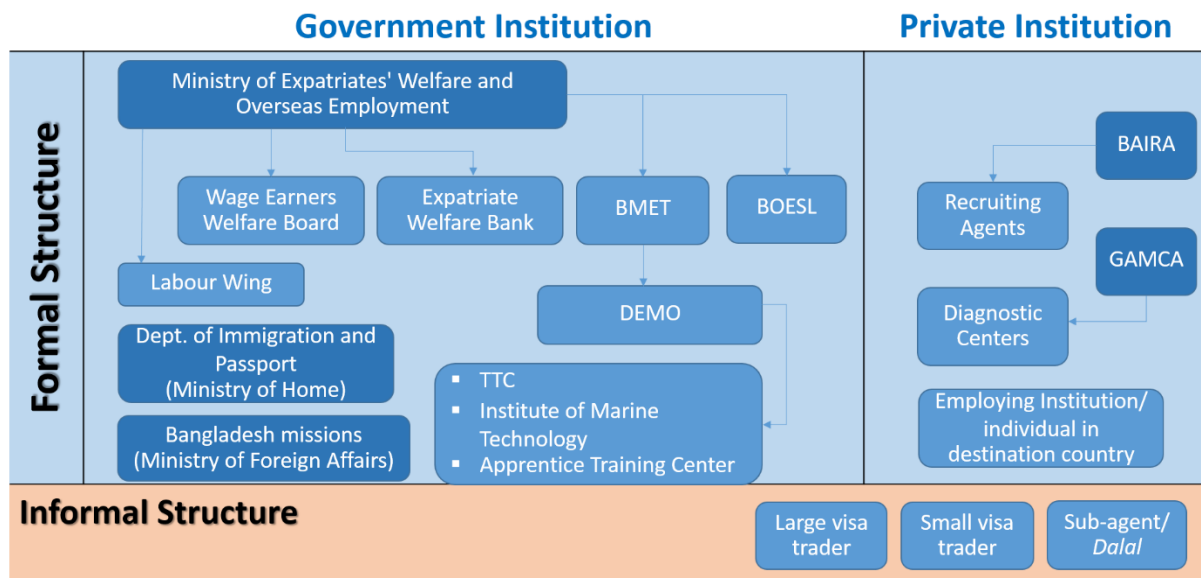 Government Institution
Private Institution
Formal Structure
Ministry of Expatriates' Welfare and
Overseas Employment
Wage Earners
Welfare Board
Expatriate
Welfare Bank
BMET
BOESL
Labour Wing
DEMO
Dept. of Immigration and
Passport
(Ministry of Home)
Bangladesh missions
(Ministry of Foreign Affairs)
▪ TTC
▪ Institute of Marine
Technology
▪ Apprentice Training Center
BAIRA
Recruiting
Agents
GAMCA
Diagnostic
Centers
Employing Institution/
individual in
destination country
Informal Structure
Large visa
trader
Small visa
trader
Sub-agent/
Dalal